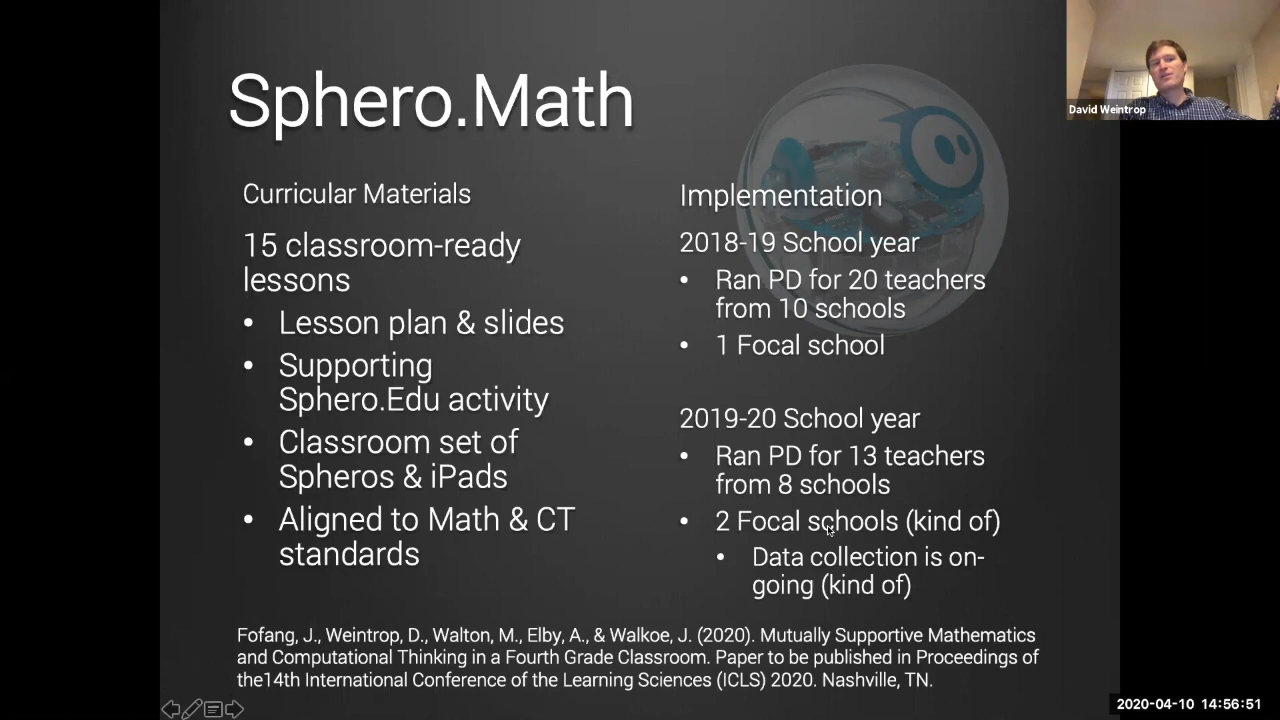 Sphero.Math
David Weintrop
Curricular Materials
15 classroom-ready
lessons
• Lesson plan & slides
• Supporting
Sphero.Edu activity
• Classroom set of
Spheros & iPads
• Aligned to Math & CT
standards
Implementation
2018-19 School year
• Ran PD for 20 teachers
from 10 schools
• 1 Focal school
2019-20 School year
• Ran PD for 13 teachers
from 8 schools
• 2 Focal schools (kind of)
• Data collection is on-
going (kind of)
Fofang, J., Weintrop, D., Walton, M., Elby, A., & Walkoe, J. (2020). Mutually Supportive Mathematics
and Computational Thinking in a Fourth Grade Classroom. Paper to be published in Proceedings of
the14th International Conference of the Learning Sciences (ICLS) 2020. Nashville, TN.
2020-04-10 14:56:51